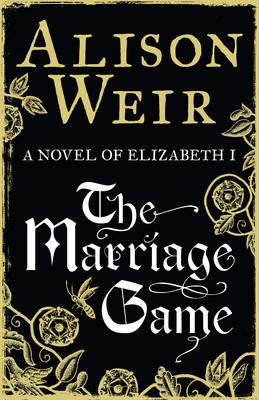 ALISON
WEIR
A NOVEL OF ELIZABETH I
The
Marriage
Game